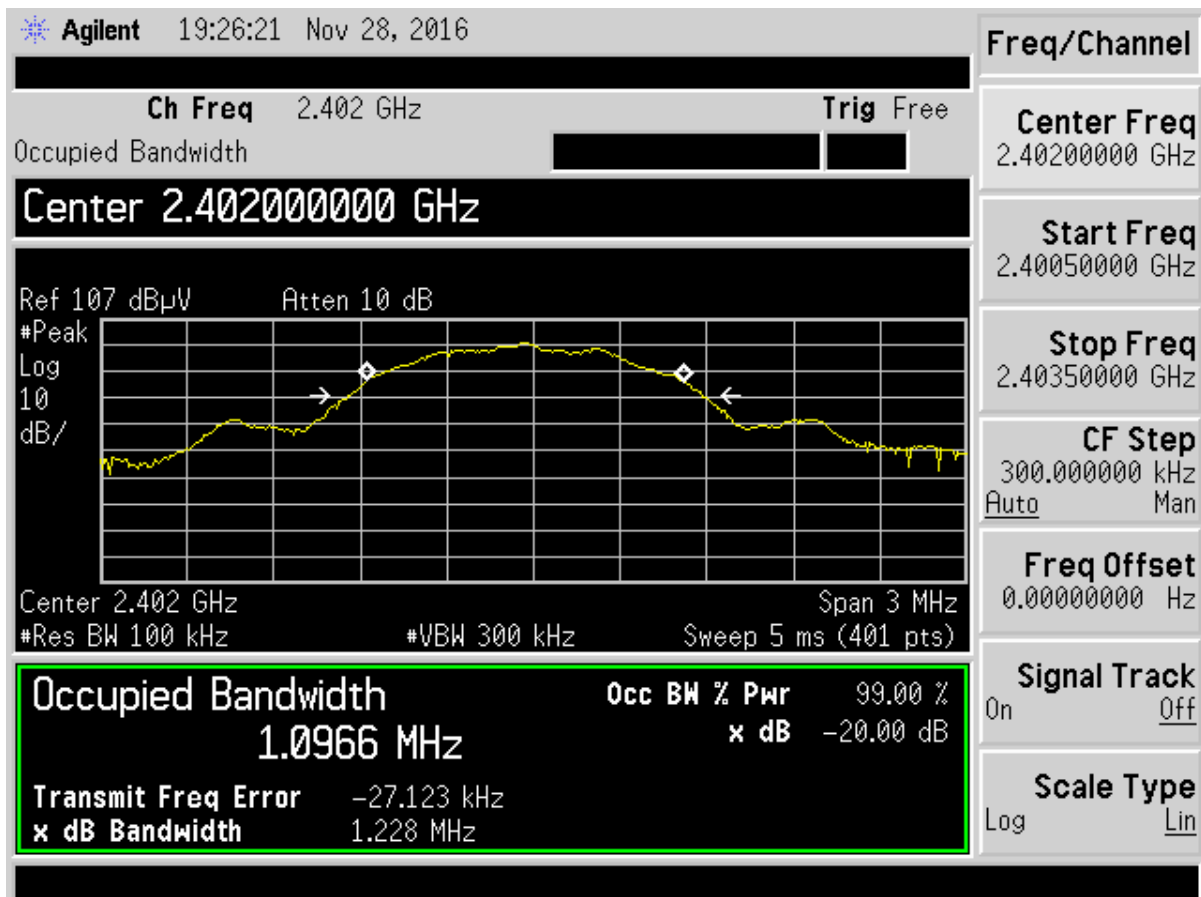 Agilent 19:26:21 Nov 28, 2016
Freq/Channel
Ch Freq 2.402 GHz Trig Free
Occupied Bandwidth
Center 2.402000000 GHz
Ref 107 dBµV Atten 10 dB
#Peak
Log
10
dB/
Center 2.402 GHz Span 3 MHz
#Res BW 100 kHz #VBW 300 kHz Sweep 5 ms (401 pts)
Occupied Bandwidth
1.0966 MHz
Occ BW % Pwr 99.00 %
x dB -20.00 dB
Transmit Freq Error -27.123 kHz
x dB Bandwidth 1.228 MHz
Center Freq
2.40200000 GHz
Start Freq
2.40050000 GHz
Stop Freq
2.40350000 GHz
CF Step
300.000000 kHz
Auto Man
Freq Offset
0.00000000 Hz
Signal Track
On Off
Scale Type
Log Lin